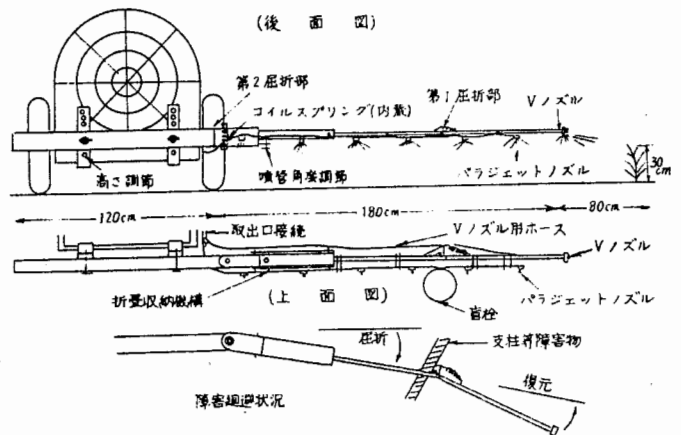 (後面図)
第2屈折部
コイルスプリング(内蔵)
第1屈折部
Vノズル
高さ調節
噴管角度調節
パラジェットノズル
30cm
120cm
180cm
80cm
取出口接続
Vノズル用ホース
Vノズル
折畳収納機構
(上面図)
盲栓
パラジェットノズル
屈折
支柱等障害物
復元
障害廻避状況